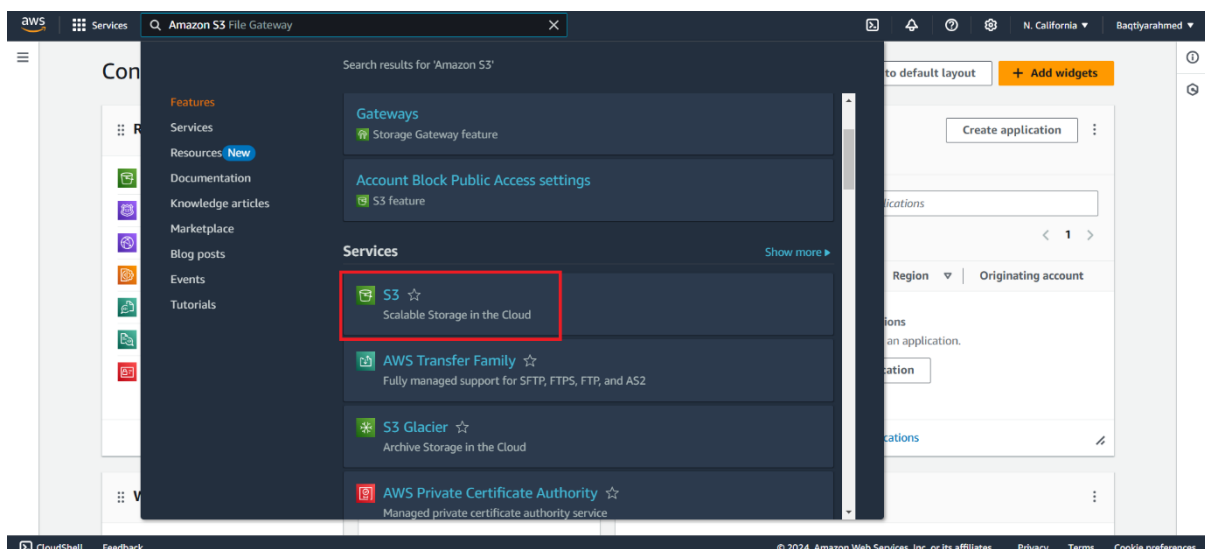 aws
Services
Amazon S3 File Gateway
N. California
Baqtiyarahmed
Con
to default layout
+ Add widgets
Search results for 'Amazon S3'
Features
Services
Resources New
Documentation
Knowledge articles
Marketplace
Blog posts
Events
Tutorials
Gateways
Storage Gateway feature
Account Block Public Access settings
S3 feature
Services
Show more
S3
Scalable Storage in the Cloud
AWS Transfer Family
Fully managed support for SFTP, FTPS, FTP, and AS2
S3 Glacier
Archive Storage in the Cloud
AWS Private Certificate Authority
Managed private certificate authority service
R
Create application
lications
1
Region
Originating account
ions
an application.
cation
cations
W
CloudShell Feedback
© 2024, Amazon Web Services, Inc. or its affiliates. Privacy Terms Cookie preferences